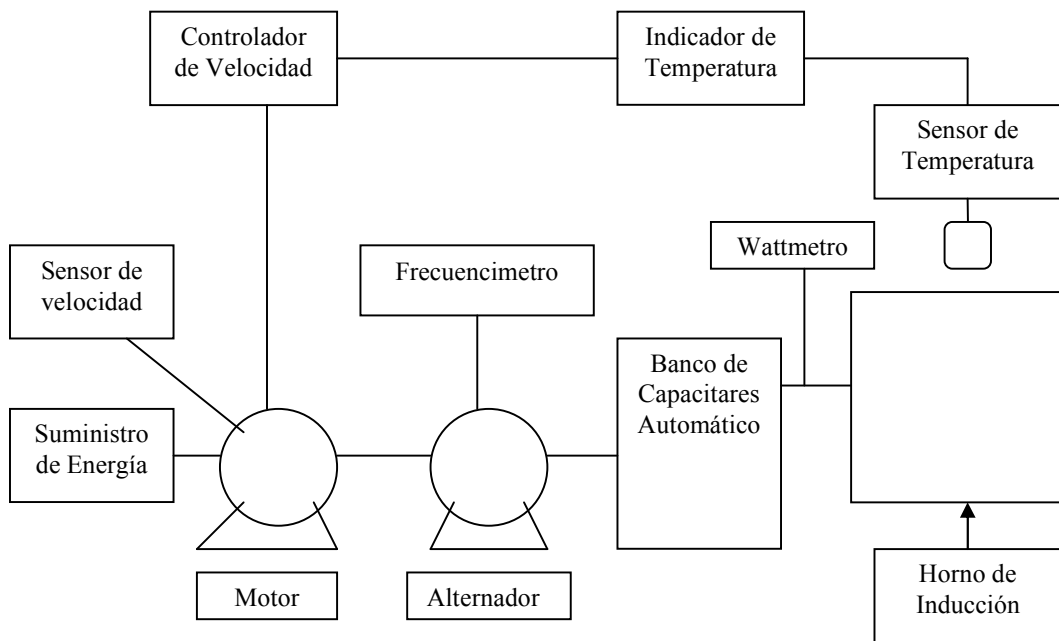 Controlador
de Velocidad
Indicador de
Temperatura
Sensor de
Temperatura
Wattmetro
Sensor de
velocidad
Frecuencimetro
Banco de
Capacitares
Automático
Suministro
de Energía
Motor
Alternador
Horno de
Inducción